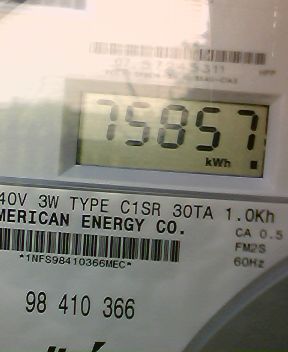 75857
kWh
40V 3W TYPE C1SR 30TA 1.0Kh
MERICAN ENERGY CO.
CA 0.5
FM2S
*1NFS98410366MEC*
60Hz
98 410 366